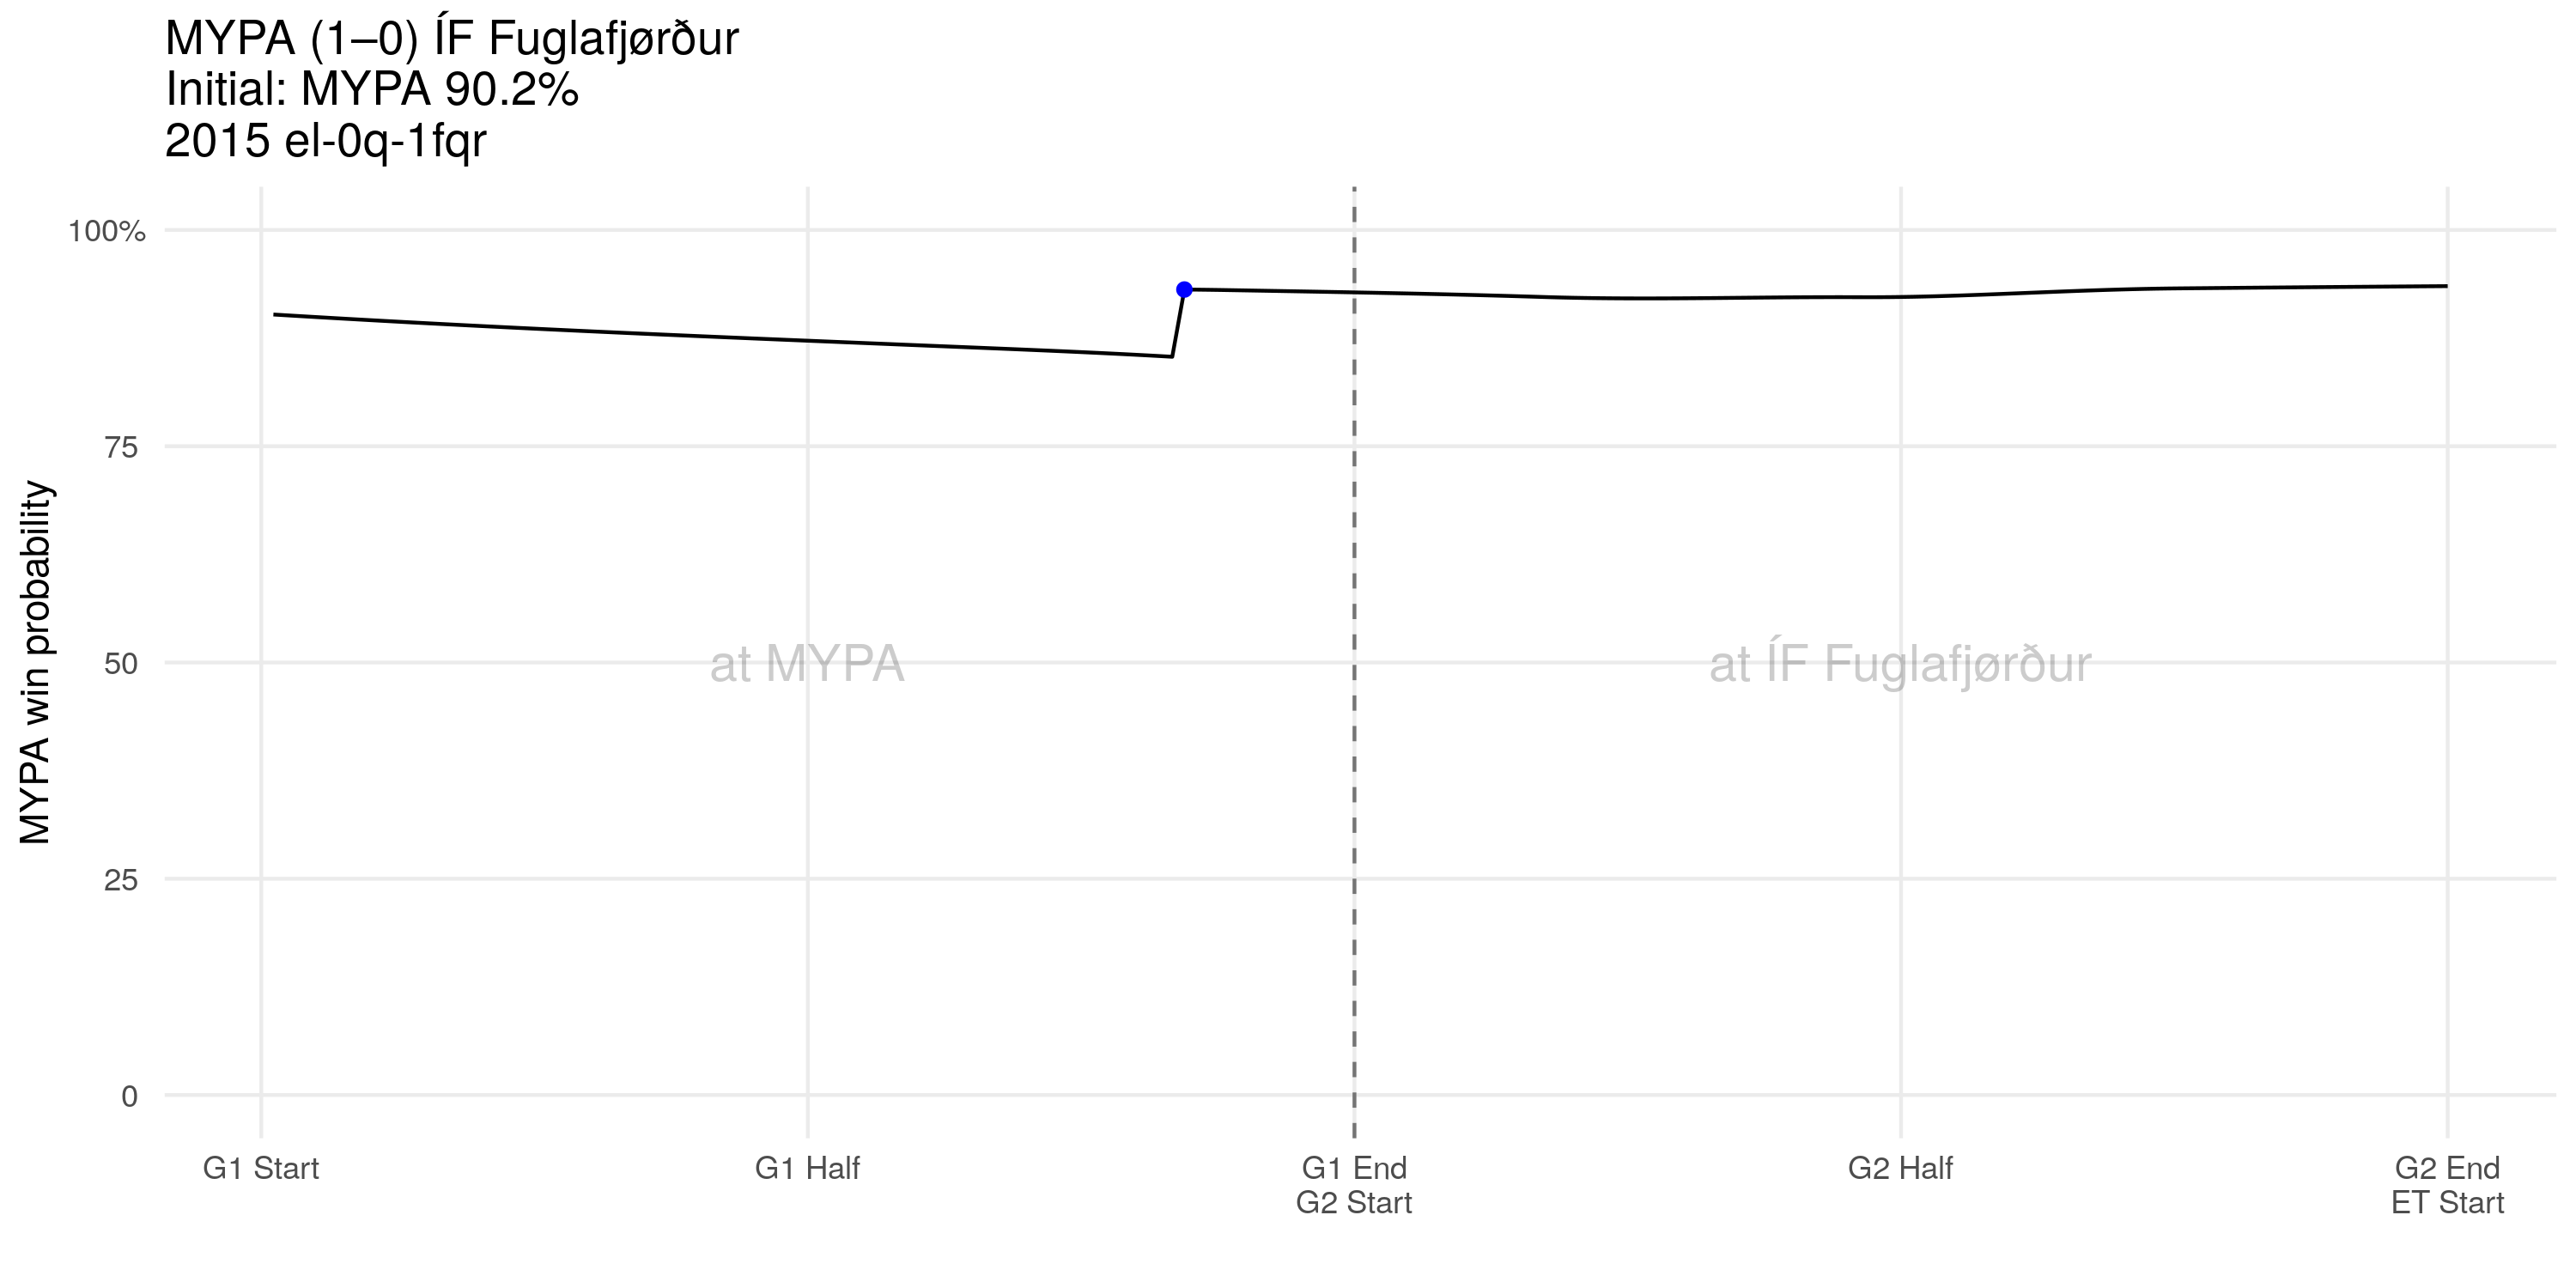 MYPA (1–0) ÍF Fuglafjørður
Initial: MYPA 90.2%
2015 el-0q-1fqr
MYPA win probability
100%
75
50
25
0
at MYPA
at ÍF Fuglafjørður
G1 Start
G1 Half
G1 End
G2 Start
G2 Half
G2 End
ET Start